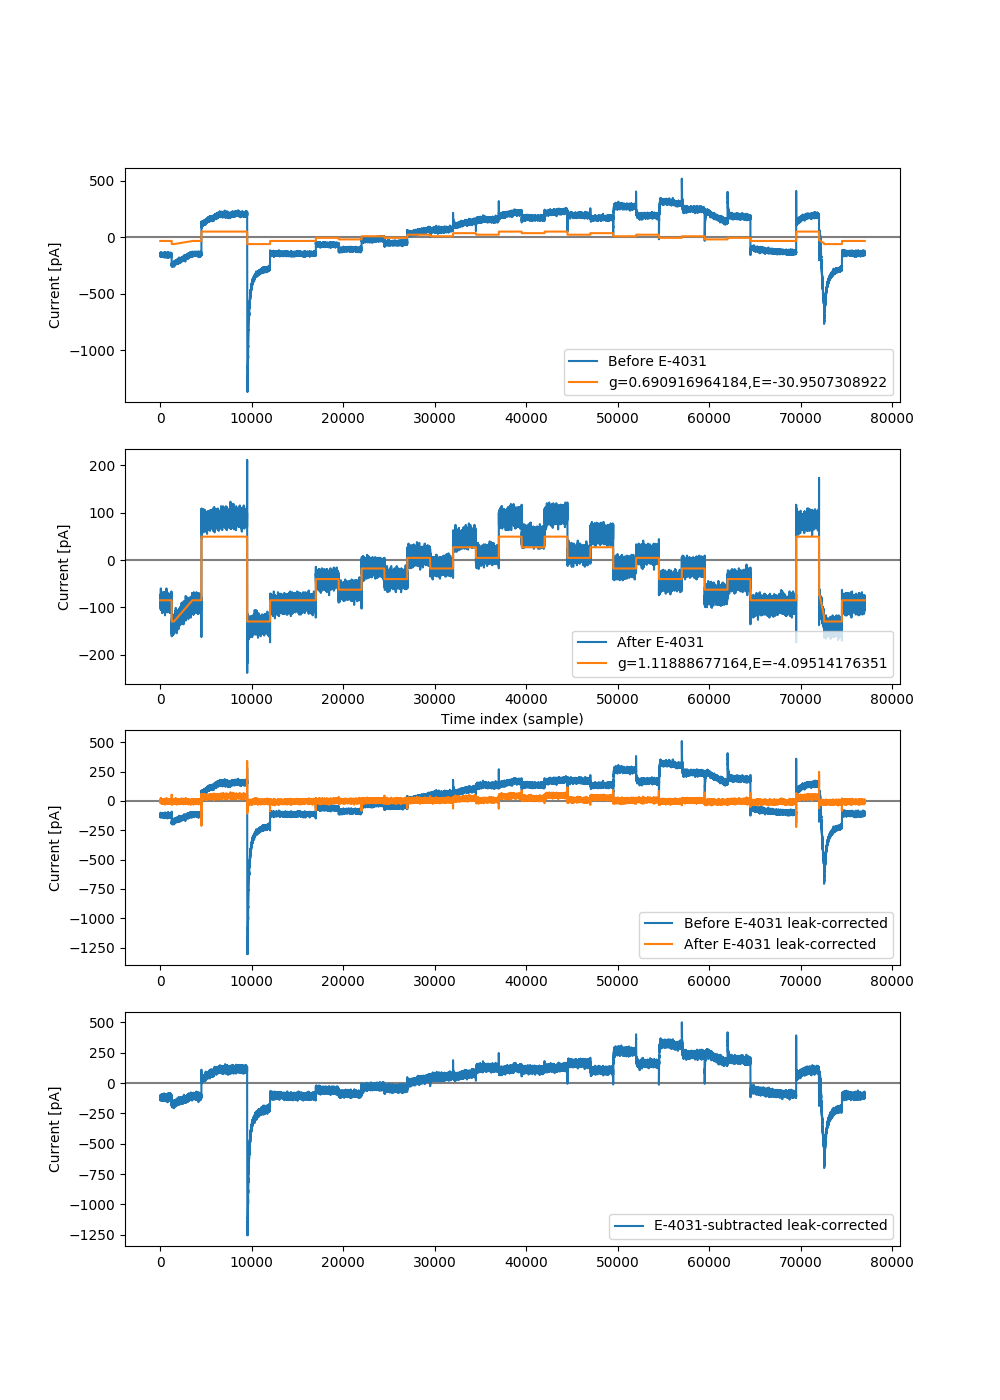 500
0
−500
−1000
Current [pA]
Before E-4031
g=0.690916964184,E=-30.9507308922
0 10000 20000 30000 40000 50000 60000 70000 80000
200
100
0
−100
−200
Current [pA]
After E-4031
g=1.11888677164,E=-4.09514176351
0 10000 20000 30000 40000 50000 60000 70000 80000
Time index (sample)
500
250
0
−250
−500
−750
−1000
−1250
Current [pA]
Before E-4031 leak-corrected
After E-4031 leak-corrected
0 10000 20000 30000 40000 50000 60000 70000 80000
500
250
0
−250
−500
−750
−1000
−1250
Current [pA]
E-4031-subtracted leak-corrected
0 10000 20000 30000 40000 50000 60000 70000 80000